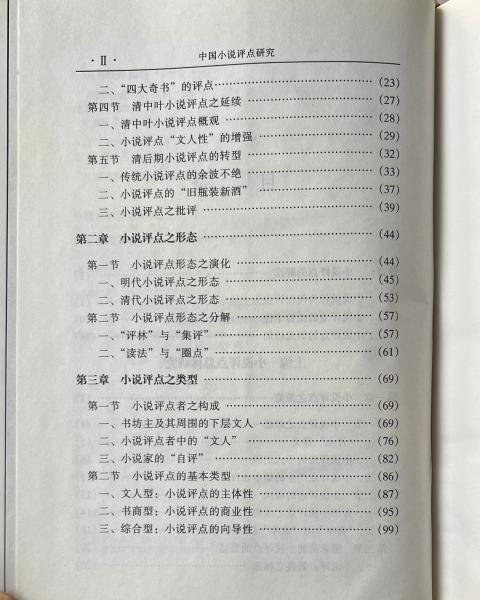 · Ⅱ · 中国小说评点研究
二、“四大奇书”的评点………………………………（23）
第四节 清中叶小说评点之延续………………………………（27）
一、清中叶小说评点概观………………………………（28）
二、小说评点“文人性”的增强………………………………（29）
第五节 清后期小说评点的转型………………………………（32）
一、传统小说评点的余波不绝………………………………（33）
二、小说评点的“旧瓶装新酒”………………………………（37）
三、小说评点之批评………………………………（39）
第二章 小说评点之形态………………………………（44）
第一节 小说评点形态之演化………………………………（44）
一、明代小说评点之形态………………………………（45）
二、清代小说评点之形态………………………………（53）
第二节 小说评点形态之分解………………………………（57）
一、“评林”与“集评”………………………………（57）
二、“读法”与“圈点”………………………………（61）
第三章 小说评点之类型………………………………（69）
第一节 小说评点者之构成………………………………（69）
一、书坊主及其周围的下层文人………………………………（69）
二、小说评点者中的“文人”………………………………（76）
三、小说家的“自评”………………………………（82）
第二节 小说评点的基本类型………………………………（86）
一、文人型：小说评点的主体性………………………………（87）
二、书商型：小说评点的商业性………………………………（95）
三、综合型：小说评点的向导性………………………………（99）